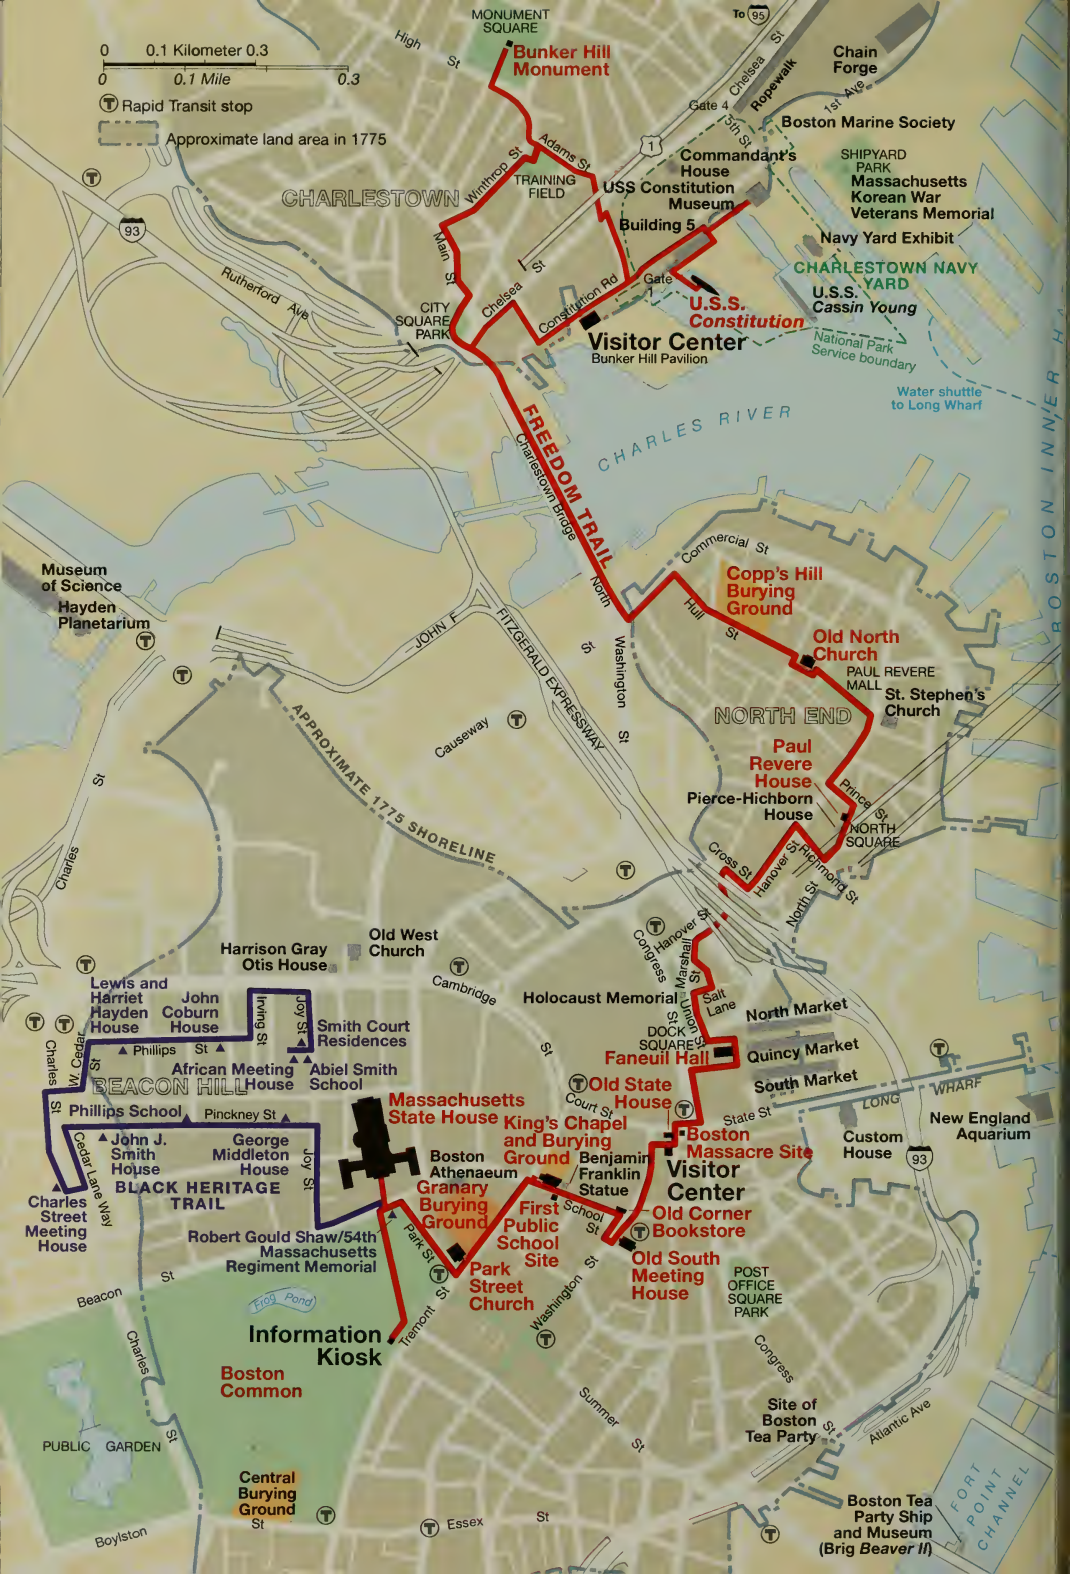 MONUMENT
SQUARE
To 95
High
St
Bunker Hill
Monument
0 0.1 Kilometer 0.3
0 0.1 Mile 0.3
T Rapid Transit stop
Approximate land area in 1775
Chelsea St
Ropewalk
Chain
Forge
1st Ave
Gate 4
5th St
Boston Marine Society
1
Adams St
Winthrop St
TRAINING
FIELD
CHARLESTOWN
Commandant's
House
USS Constitution
Museum
Building 5
SHIPYARD
PARK
Massachusetts
Korean War
Veterans Memorial
Navy Yard Exhibit
CHARLESTOWN NAVY
YARD
U.S.S.
Cassin Young
T
93
Main St
Rutherford Ave
CITY
SQUARE
PARK
Chelsea
St
Constitution Rd
Gate
1
U.S.S.
Constitution
Visitor Center
Bunker Hill Pavilion
National Park
Service boundary
Water shuttle
to Long Wharf
CHARLES RIVER
BOSTON INNER HA
FREEDOM TRAIL
Charlestown Bridge
Museum
of Science
Hayden
Planetarium
T
T
JOHN F
FITZGERALD EXPRESSWAY
North
Washington
St
St
Commercial St
Copp's Hill
Burying
Ground
Hull
St
Old North
Church
PAUL REVERE
MALL
St. Stephen's
Church
NORTH END
Causeway
T
Paul
Revere
House
Pierce-Hichborn
House
Prince St
NORTH
SQUARE
APPROXIMATE 1775 SHORELINE
Charles
St
T
Cross St
Hanover St
Richmond St
North St
Harrison Gray
Otis House
Old West
Church
T
T
Cambridge
St
T
Hanover St
Congress
St
Marshall
St
Salt
Lane
Union St
Holocaust Memorial
DOCK
SQUARE
Faneuil Hall
North Market
Quincy Market
South Market
T
LONG WHARF
Lewis and
Harriet
Hayden
House
John
Coburn
House
Irving St
Joy St
Smith Court
Residences
T
T
Charles
St
W. Cedar
St
Phillips St
African Meeting
House
Abiel Smith
School
BEACON HILL
Phillips School
Pinckney St
John J.
Smith
House
George
Middleton
House
Joy St
Cedar Lane Way
BLACK HERITAGE
TRAIL
Charles
Street
Meeting
House
Robert Gould Shaw/54th
Massachusetts
Regiment Memorial
Massachusetts
State House
T
Old State
House
Court St
T
State St
King's Chapel
and Burying
Ground
Boston
Athenaeum
Granary
Burying
Ground
Benjamin
Franklin
Statue
Boston
Massacre Site
Visitor
Center
Custom
House
New England
Aquarium
93
First
Public
School
Site
School
St
Old Corner
Bookstore
T
Old South
Meeting
House
Park St
T
Park
Street
Church
Tremont St
Washington St
T
POST
OFFICE
SQUARE
PARK
Beacon
St
Frog Pond
Information
Kiosk
Boston
Common
Charles
St
PUBLIC GARDEN
Central
Burying
Ground
Boylston
St
T
T
Essex St
Summer
St
Congress
St
Site of
Boston
Tea Party
Atlantic Ave
T
Boston Tea
Party Ship
and Museum
(Brig Beaver II)
FORT
POINT
CHANNEL